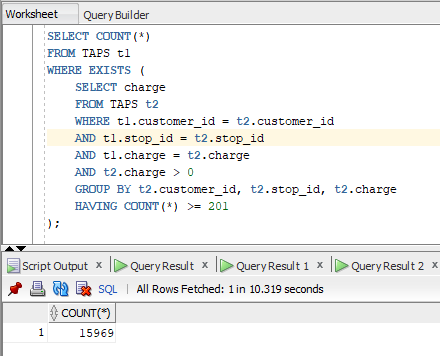 Worksheet Query Builder
SELECT COUNT(*)
FROM TAPS t1
WHERE EXISTS (
SELECT charge
FROM TAPS t2
WHERE t1.customer_id = t2.customer_id
AND t1.stop_id = t2.stop_id
AND t1.charge = t2.charge
AND t2.charge > 0
GROUP BY t2.customer_id, t2.stop_id, t2.charge
HAVING COUNT(*) >= 201
);
Script Output x Query Result x Query Result 1 x Query Result 2 x
SQL | All Rows Fetched: 1 in 10.319 seconds
COUNT(*)
1 15969